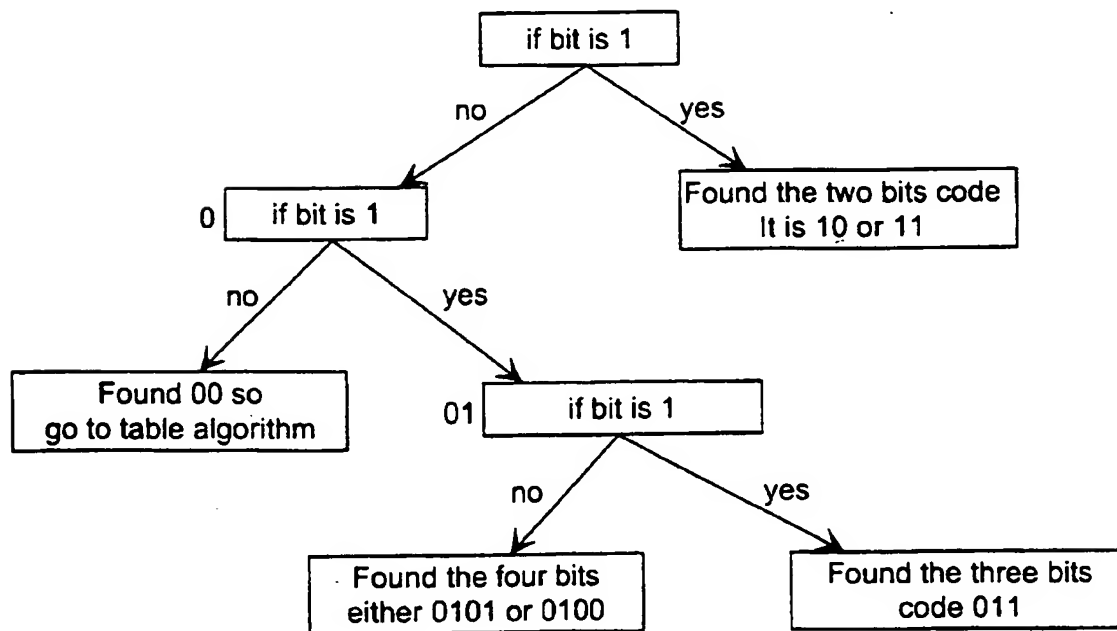 if bit is 1
no
yes
0
if bit is 1
Found the two bits code
It is 10 or 11
no
yes
Found 00 so
go to table algorithm
01
if bit is 1
no
yes
Found the four bits
either 0101 or 0100
Found the three bits
code 011